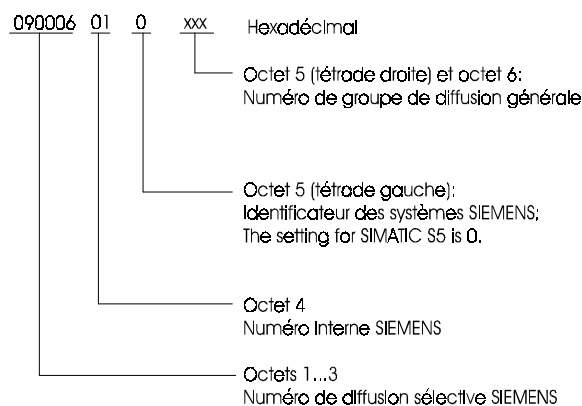 090006 01 0 xxx Hexadécimal
Octet 5 (tétrade droite) et octet 6:
Numéro de groupe de diffusion générale
Octet 5 (tétrade gauche):
Identificateur des systèmes SIEMENS;
The setting for SIMATIC S5 is 0.
Octet 4
Numéro interne SIEMENS
Octets 1...3
Numéro de diffusion sélective SIEMENS